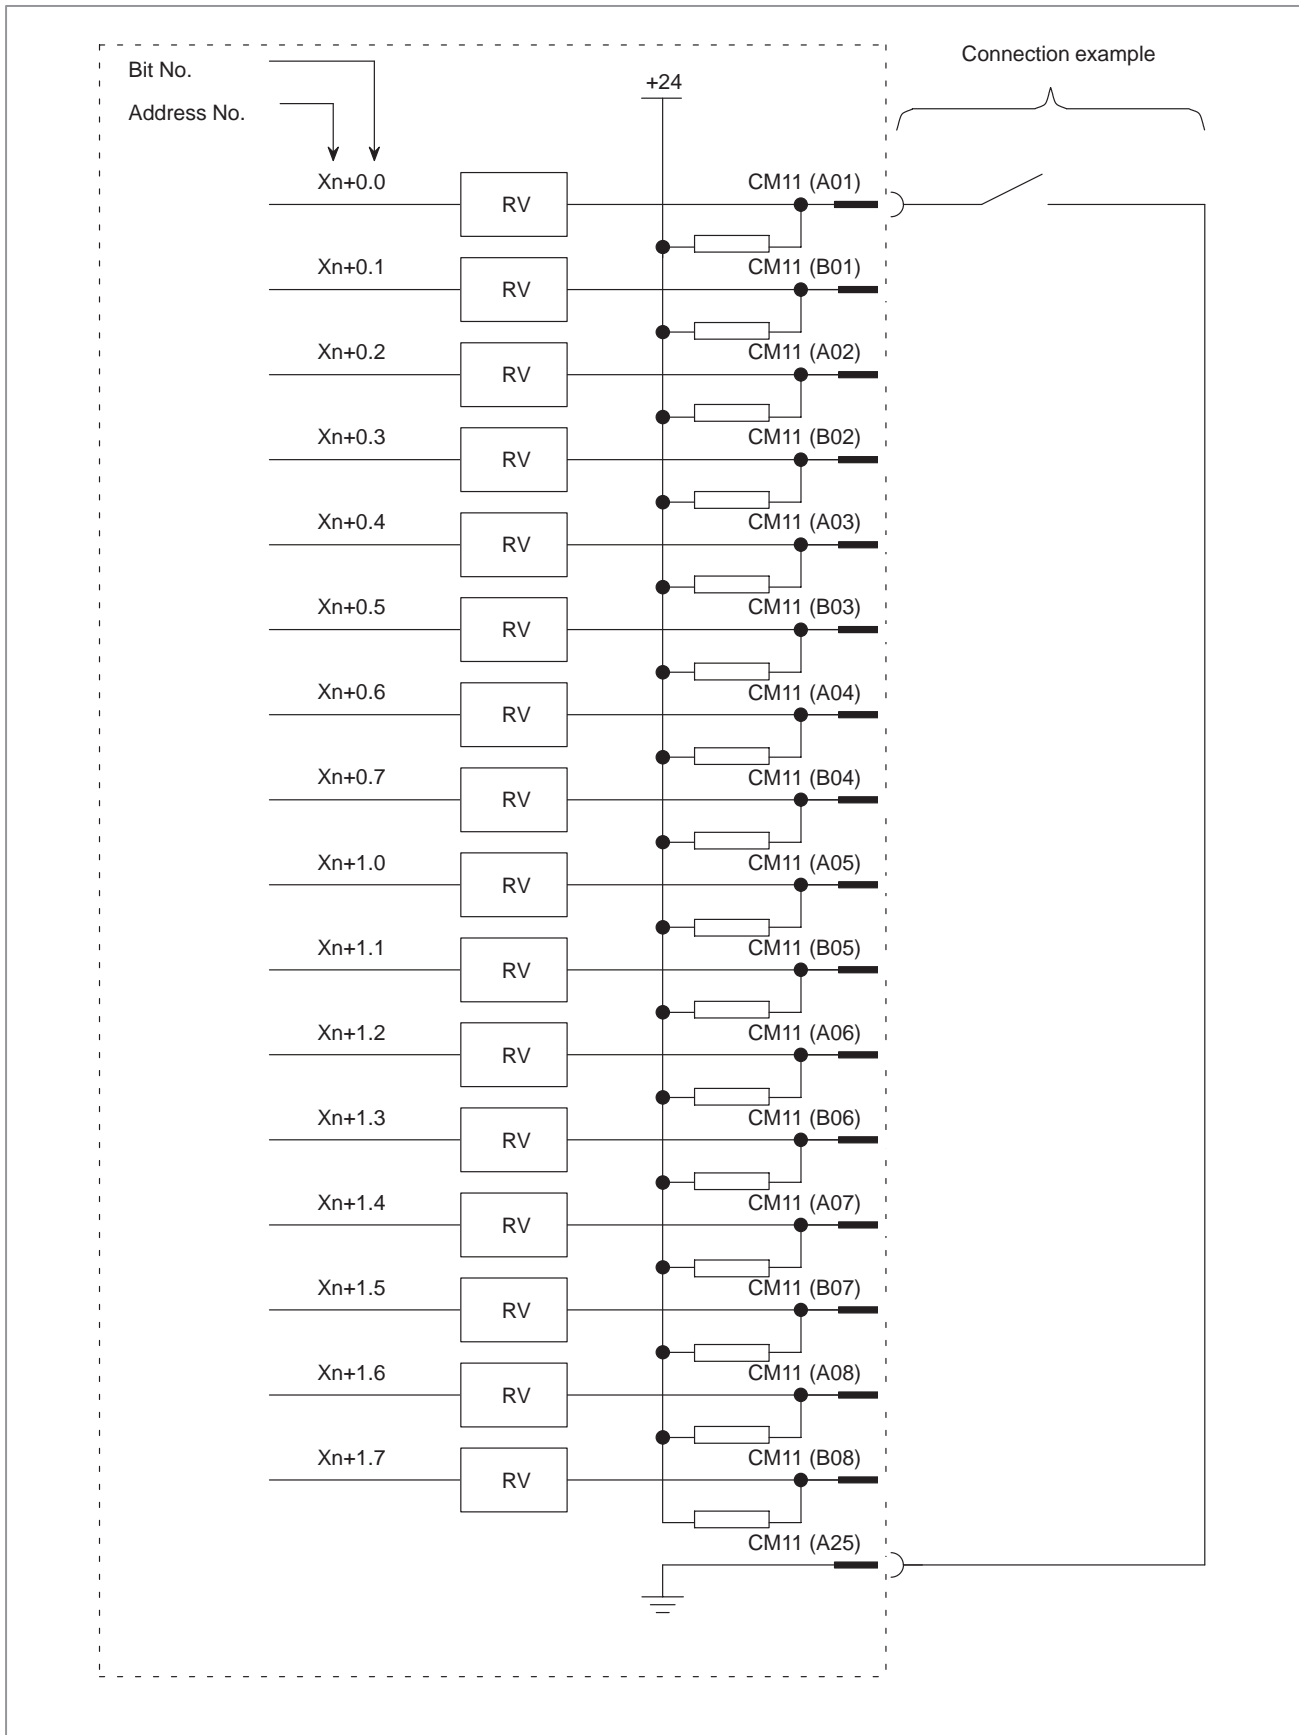 Connection example
Bit No.
+24
Address No.
Xn+0.0 RV CM11 (A01)
Xn+0.1 RV CM11 (B01)
Xn+0.2 RV CM11 (A02)
Xn+0.3 RV CM11 (B02)
Xn+0.4 RV CM11 (A03)
Xn+0.5 RV CM11 (B03)
Xn+0.6 RV CM11 (A04)
Xn+0.7 RV CM11 (B04)
Xn+1.0 RV CM11 (A05)
Xn+1.1 RV CM11 (B05)
Xn+1.2 RV CM11 (A06)
Xn+1.3 RV CM11 (B06)
Xn+1.4 RV CM11 (A07)
Xn+1.5 RV CM11 (B07)
Xn+1.6 RV CM11 (A08)
Xn+1.7 RV CM11 (B08)
CM11 (A25)